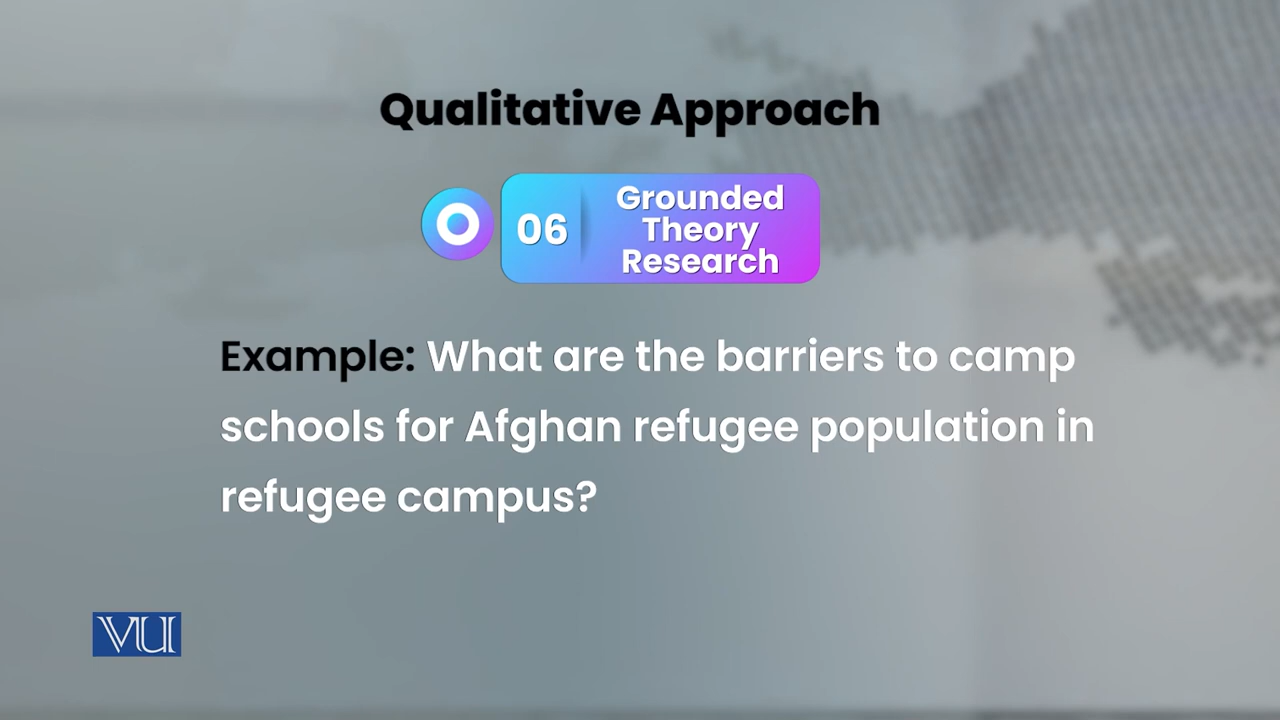 Qualitative Approach
06
Grounded
Theory
Research
Example: What are the barriers to camp
schools for Afghan refugee population in
refugee campus?
VU